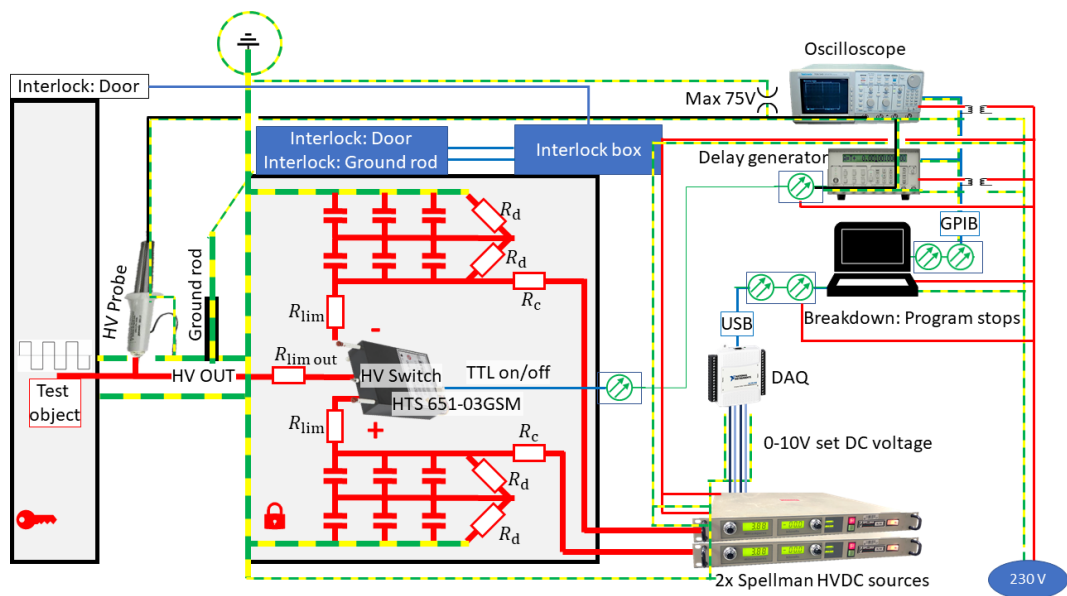 Oscilloscope
Interlock: Door
Max 75V
Interlock: Door
Interlock: Ground rod
Interlock box
Delay generator
R_d
R_d
R_c
GPIB
HV Probe
Ground rod
R_lim
-
R_lim out
HV OUT
HV Switch
HTS 651-03GSM
TTL on/off
USB
Breakdown: Program stops
Test
object
DAQ
R_lim
+
R_c
0-10V set DC voltage
R_d
R_d
2x Spellman HVDC sources
230 V